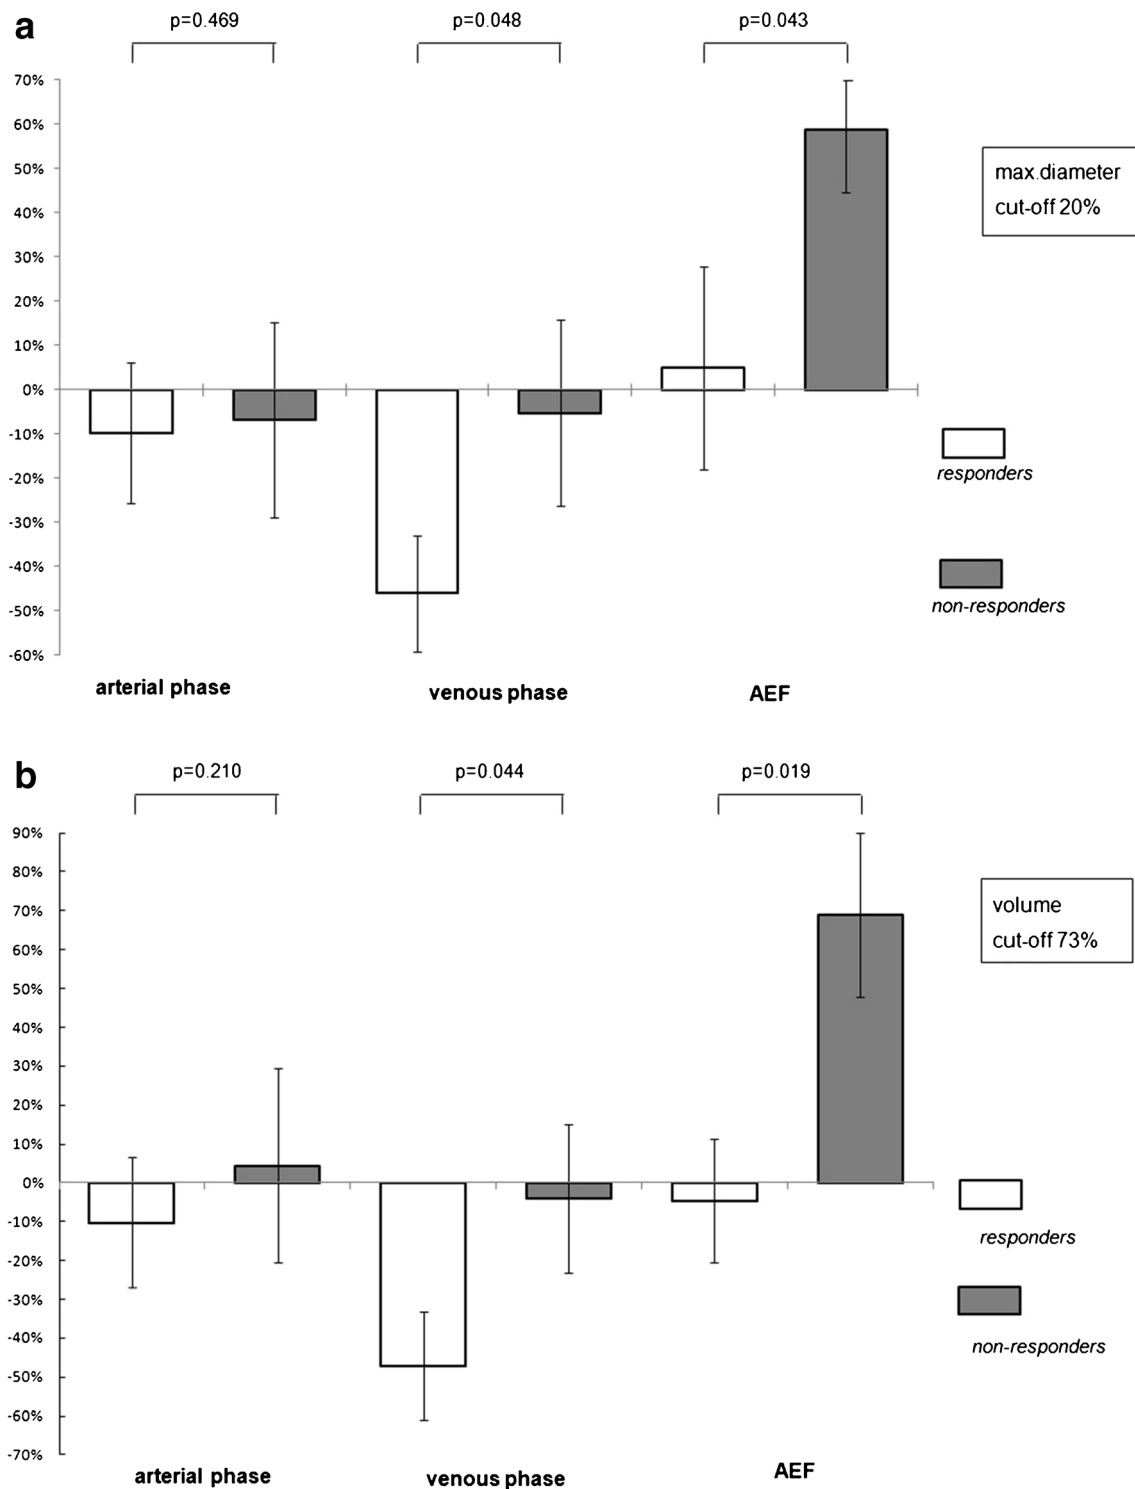 a
p=0.469
p=0.048
p=0.043
70%
60%
50%
40%
30%
20%
10%
0%
-10%
-20%
-30%
-40%
-50%
-60%
max.diameter
cut-off 20%
responders
non-responders
arterial phase
venous phase
AEF
b
p=0.210
p=0.044
p=0.019
90%
80%
70%
60%
50%
40%
30%
20%
10%
0%
-10%
-20%
-30%
-40%
-50%
-60%
-70%
volume
cut-off 73%
responders
non-responders
arterial phase
venous phase
AEF